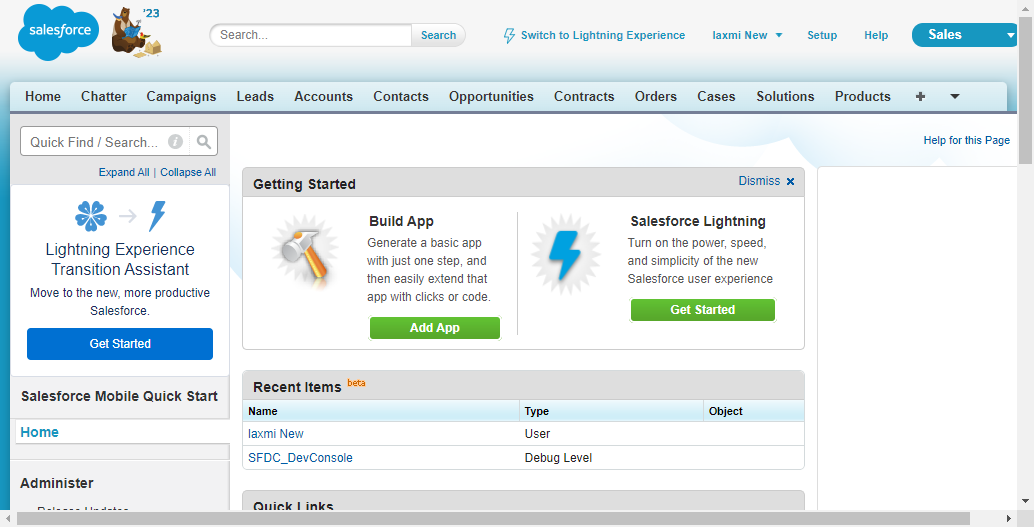 salesforce
'23
Search...
Search
Switch to Lightning Experience
laxmi New
Setup
Help
Sales
Home
Chatter
Campaigns
Leads
Accounts
Contacts
Opportunities
Contracts
Orders
Cases
Solutions
Products
+
Quick Find / Search...
i
Expand All | Collapse All
Lightning Experience
Transition Assistant
Move to the new, more productive
Salesforce.
Get Started
Salesforce Mobile Quick Start
Home
Administer
Release Updates
Help for this Page
Getting Started
Dismiss
Build App
Generate a basic app
with just one step, and
then easily extend that
app with clicks or code.
Add App
Salesforce Lightning
Turn on the power, speed,
and simplicity of the new
Salesforce user experience
Get Started
Recent Items beta
Name Type Object
laxmi New User
SFDC_DevConsole Debug Level
Quick Links